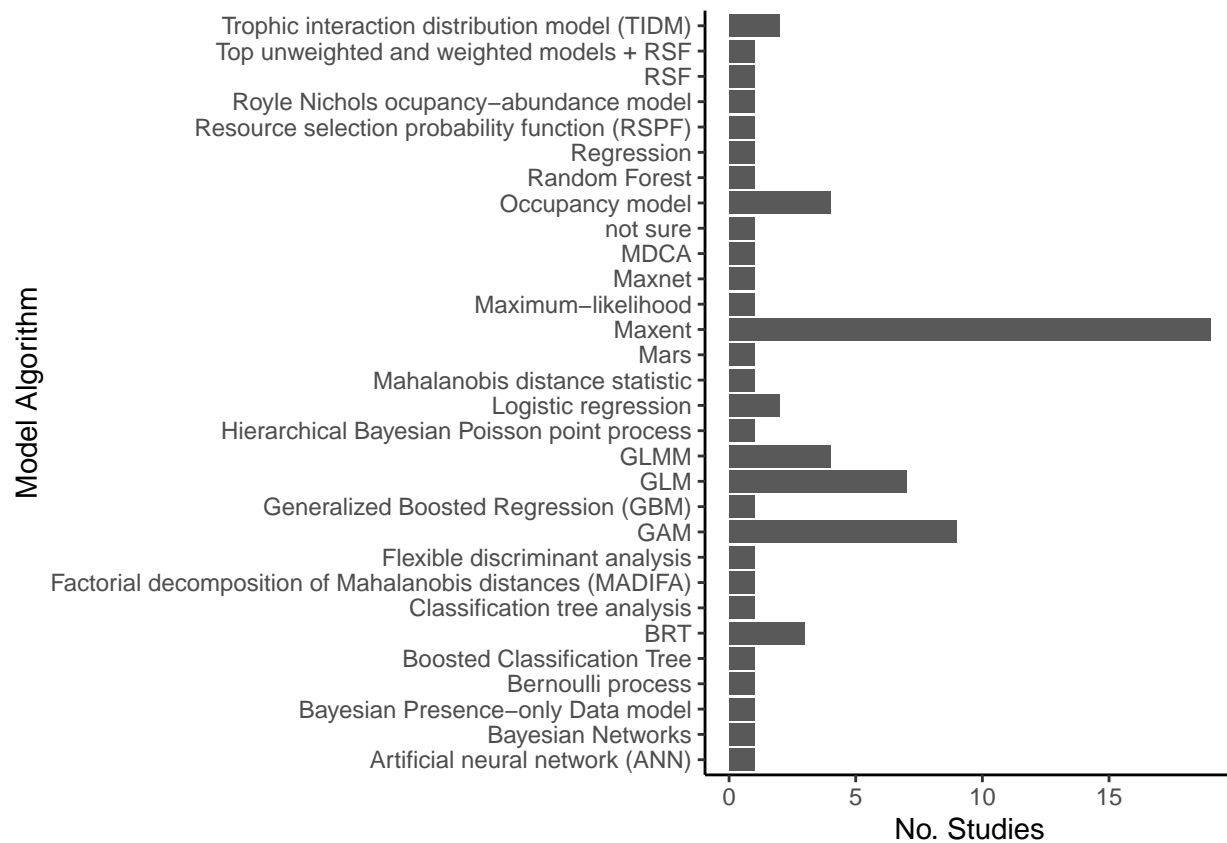 Trophic interaction distribution model (TIDM)
Top unweighted and weighted models + RSF
RSF
Royle Nichols ocupancy−abundance model
Resource selection probability function (RSPF)
Regression
Random Forest
Occupancy model
not sure
MDCA
Maxnet
Maximum−likelihood
Maxent
Mars
Mahalanobis distance statistic
Logistic regression
Hierarchical Bayesian Poisson point process
GLMM
GLM
Generalized Boosted Regression (GBM)
GAM
Flexible discriminant analysis
Factorial decomposition of Mahalanobis distances (MADIFA)
Classification tree analysis
BRT
Boosted Classification Tree
Bernoulli process
Bayesian Presence−only Data model
Bayesian Networks
Artificial neural network (ANN)
Model Algorithm
0 5 10 15
No. Studies